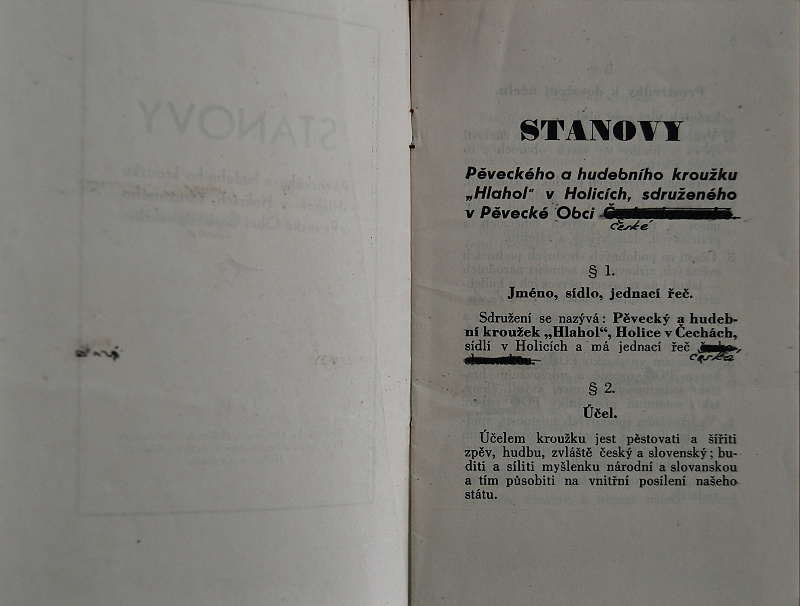 STANOVY
Pěveckého a hudebního kroužku
„Hlahol" v Holicích, sdruženého
v Pěvecké Obci
české
§ 1.
Jméno, sídlo, jednací řeč.
Sdružení se nazývá: Pěvecký a hudeb-
ní kroužek „Hlahol“, Holice v Čechách,
sídlí v Holicích a má jednací řeč
česká
§ 2.
Účel.
Účelem kroužku jest pěstovati a šířiti
zpěv, hudbu, zvláště český a slovenský; bu-
diti a síliti myšlenku národní a slovanskou
a tím působiti na vnitřní posílení našeho
státu.